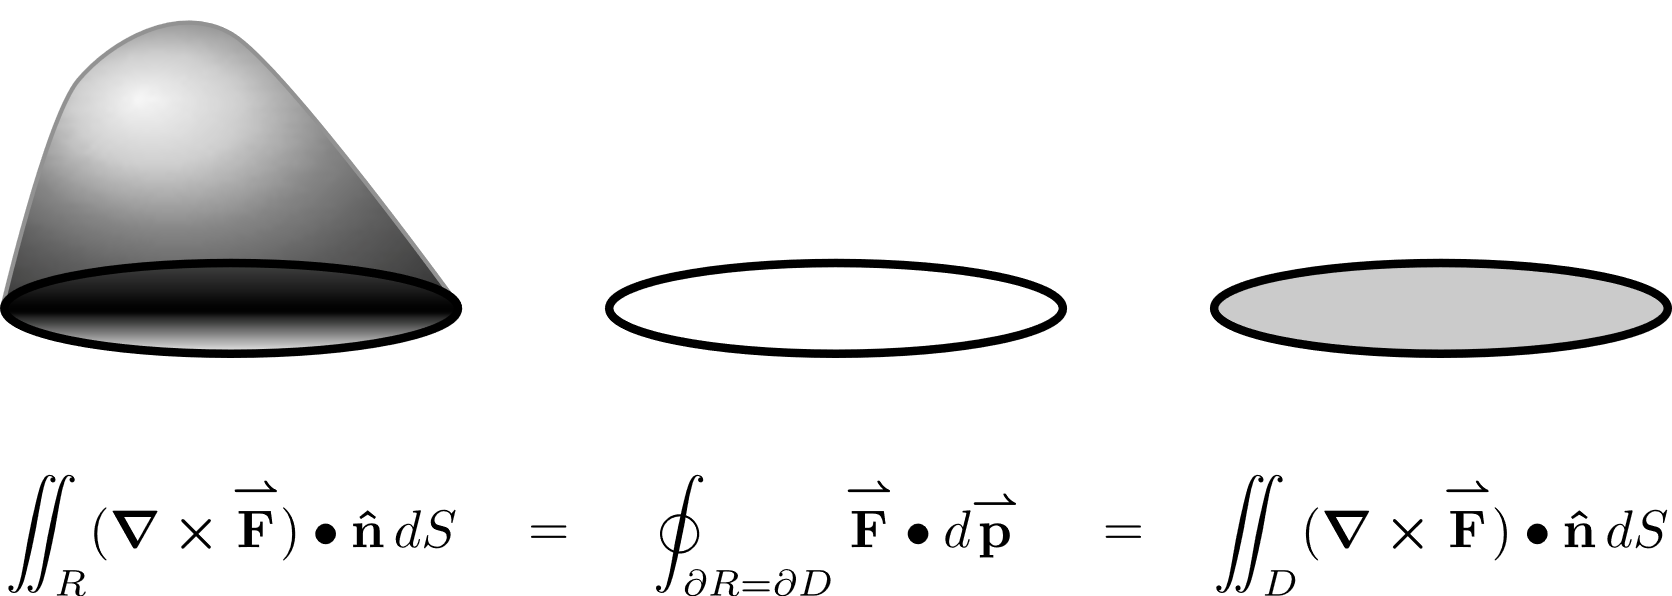 ∬_R (∇ × F⃗) • n̂ dS = ∮_{∂R=∂D} F⃗ • dp⃗ = ∬_D (∇ × F⃗) • n̂ dS